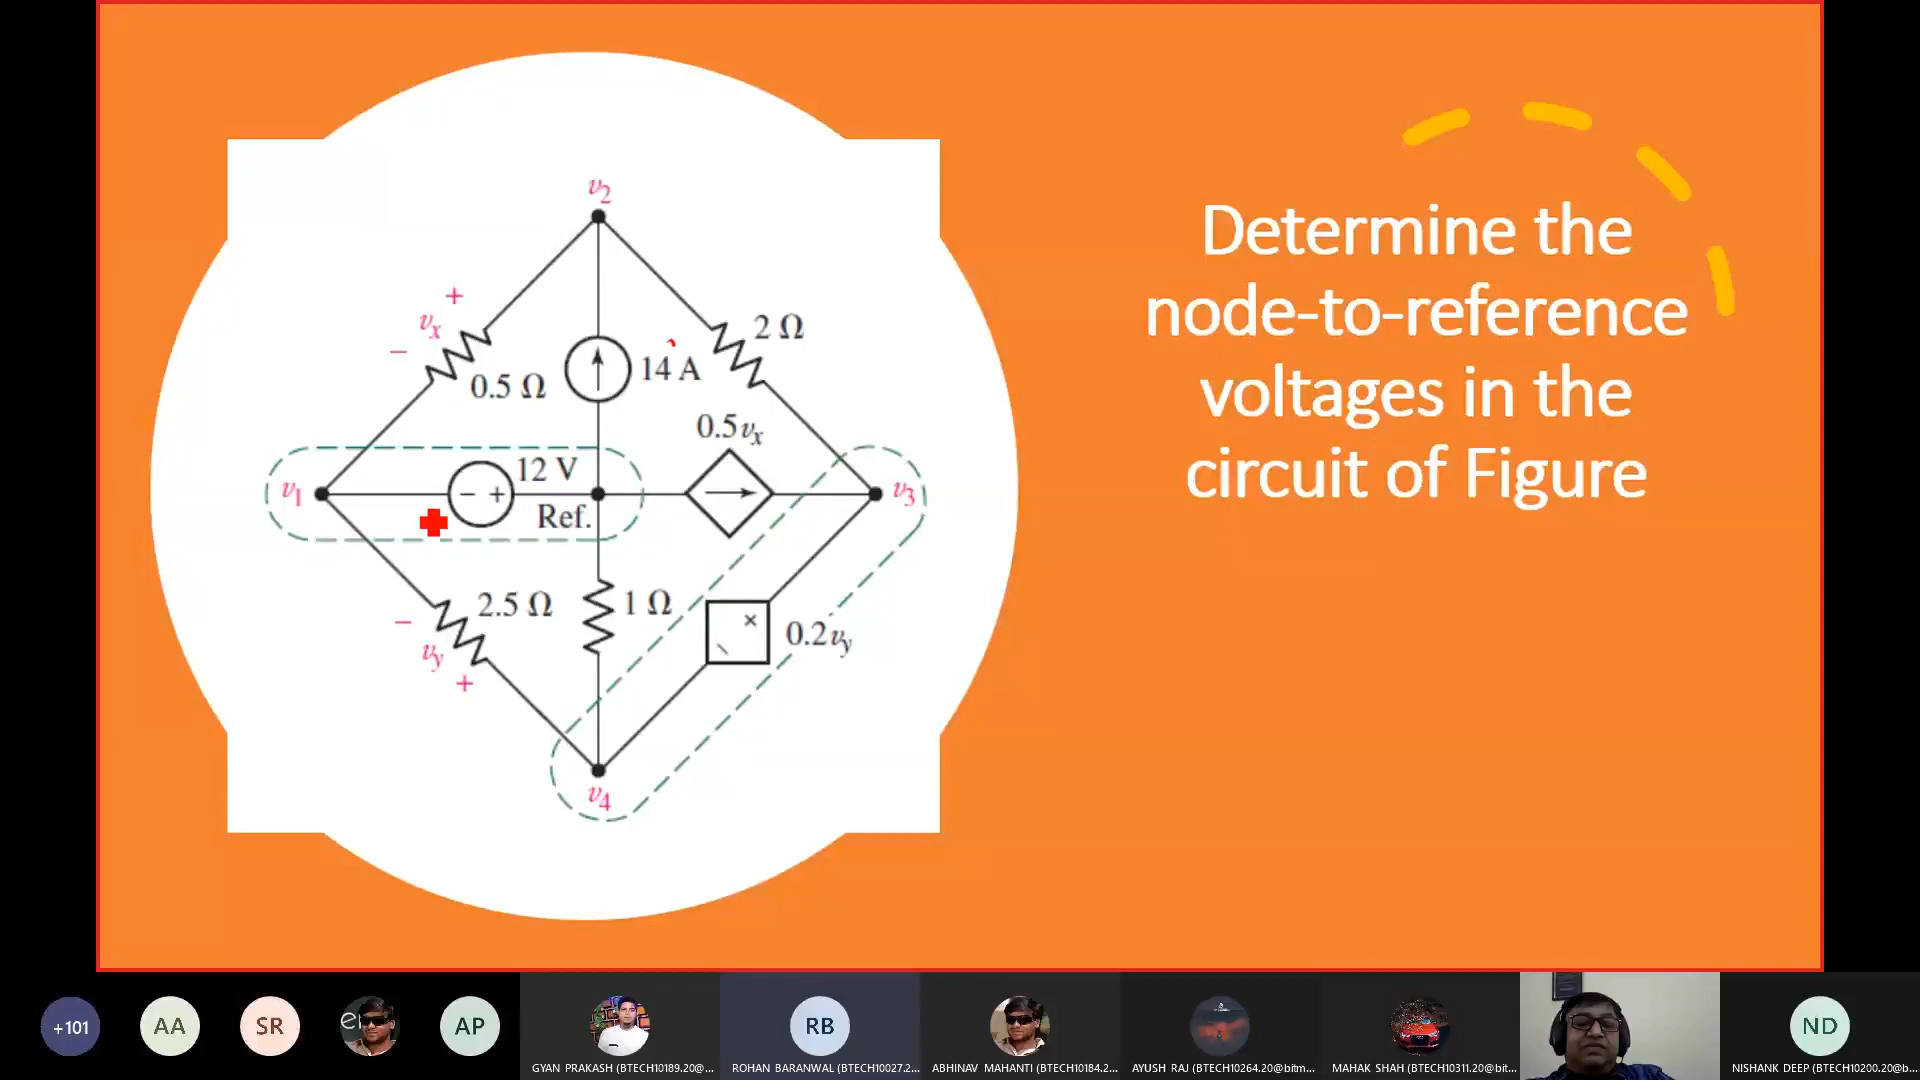 v2
+
vx
−
0.5 Ω
14 A
2 Ω
0.5vx
v1
− +
12 V
Ref.
v3
−
vy
+
2.5 Ω
1 Ω
0.2vy
v4
Determine the
node-to-reference
voltages in the
circuit of Figure
+101
AA
SR
AP
GYAN PRAKASH (BTECH10189.20@...
RB
ROHAN BARANWAL (BTECH10027.2...
ABHINAV MAHANTI (BTECH10184.2...
AYUSH RAJ (BTECH10264.20@bitm...
MAHAK SHAH (BTECH10311.20@bit...
ND
NISHANK DEEP (BTECH10200.20@b...